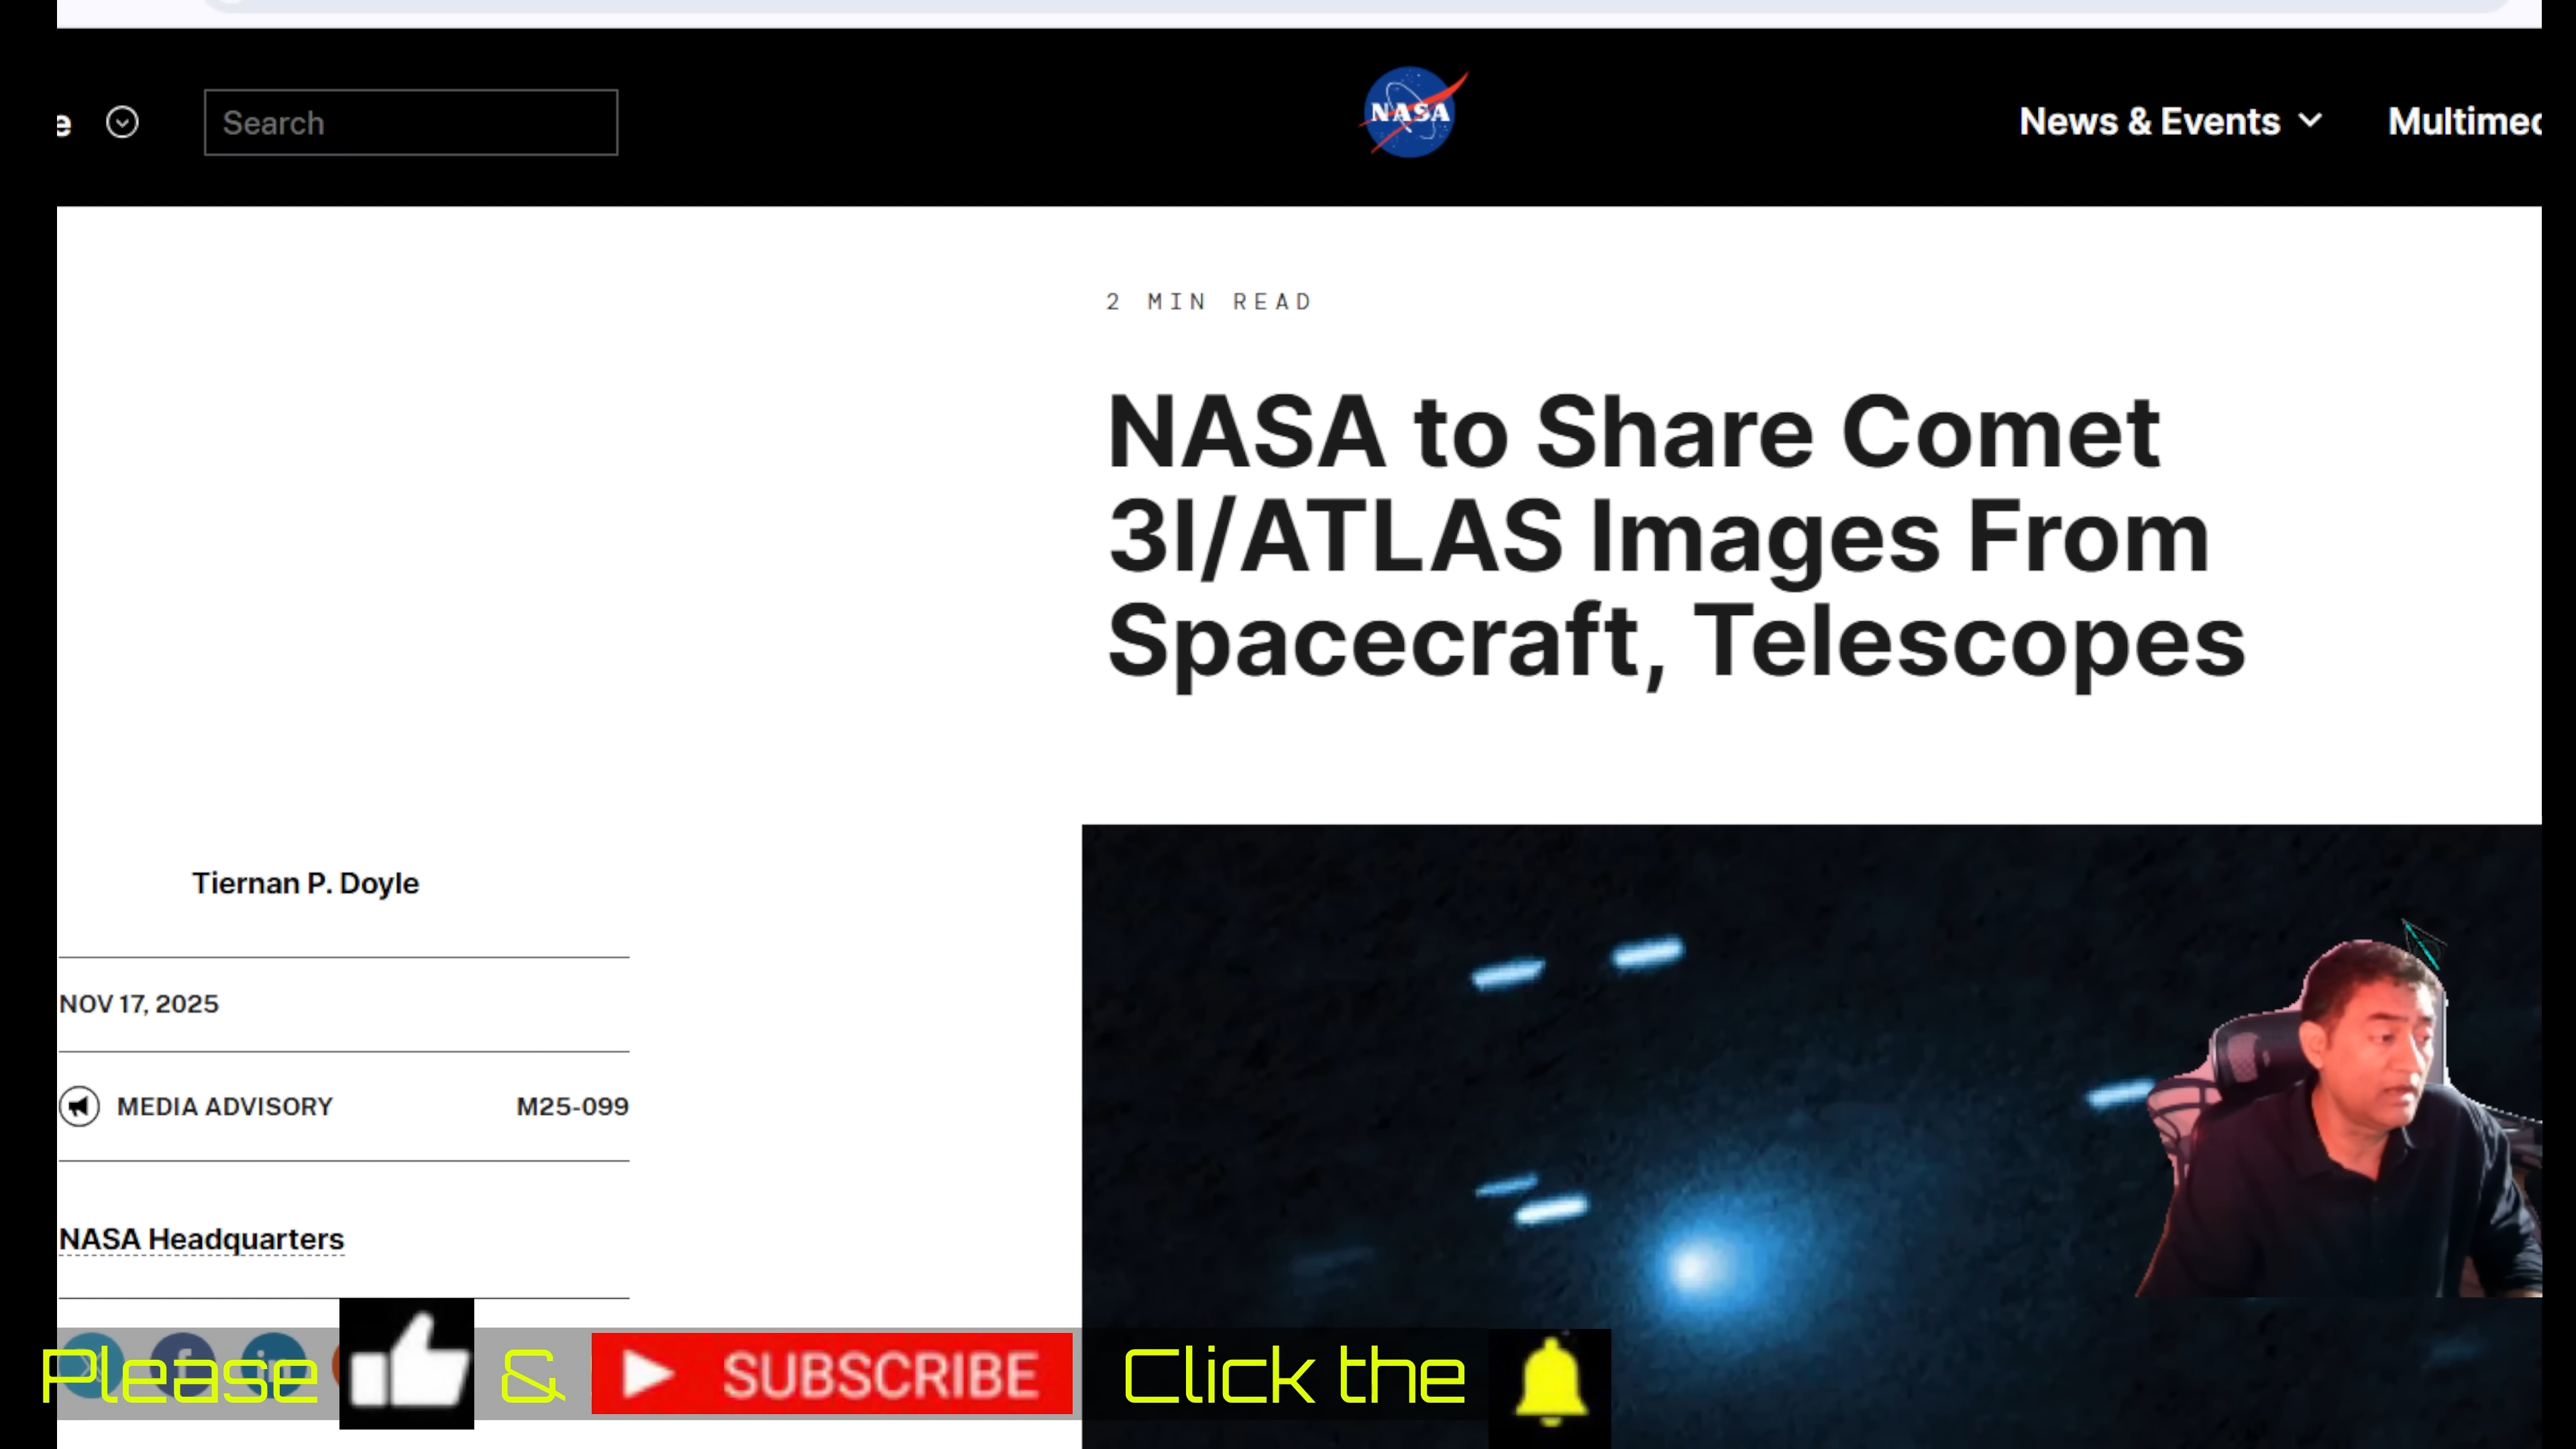 e
Search
NASA
News & Events
Multimed
2 MIN READ
NASA to Share Comet
3I/ATLAS Images From
Spacecraft, Telescopes
Tiernan P. Doyle
NOV 17, 2025
MEDIA ADVISORY M25-099
NASA Headquarters
Please & SUBSCRIBE Click the